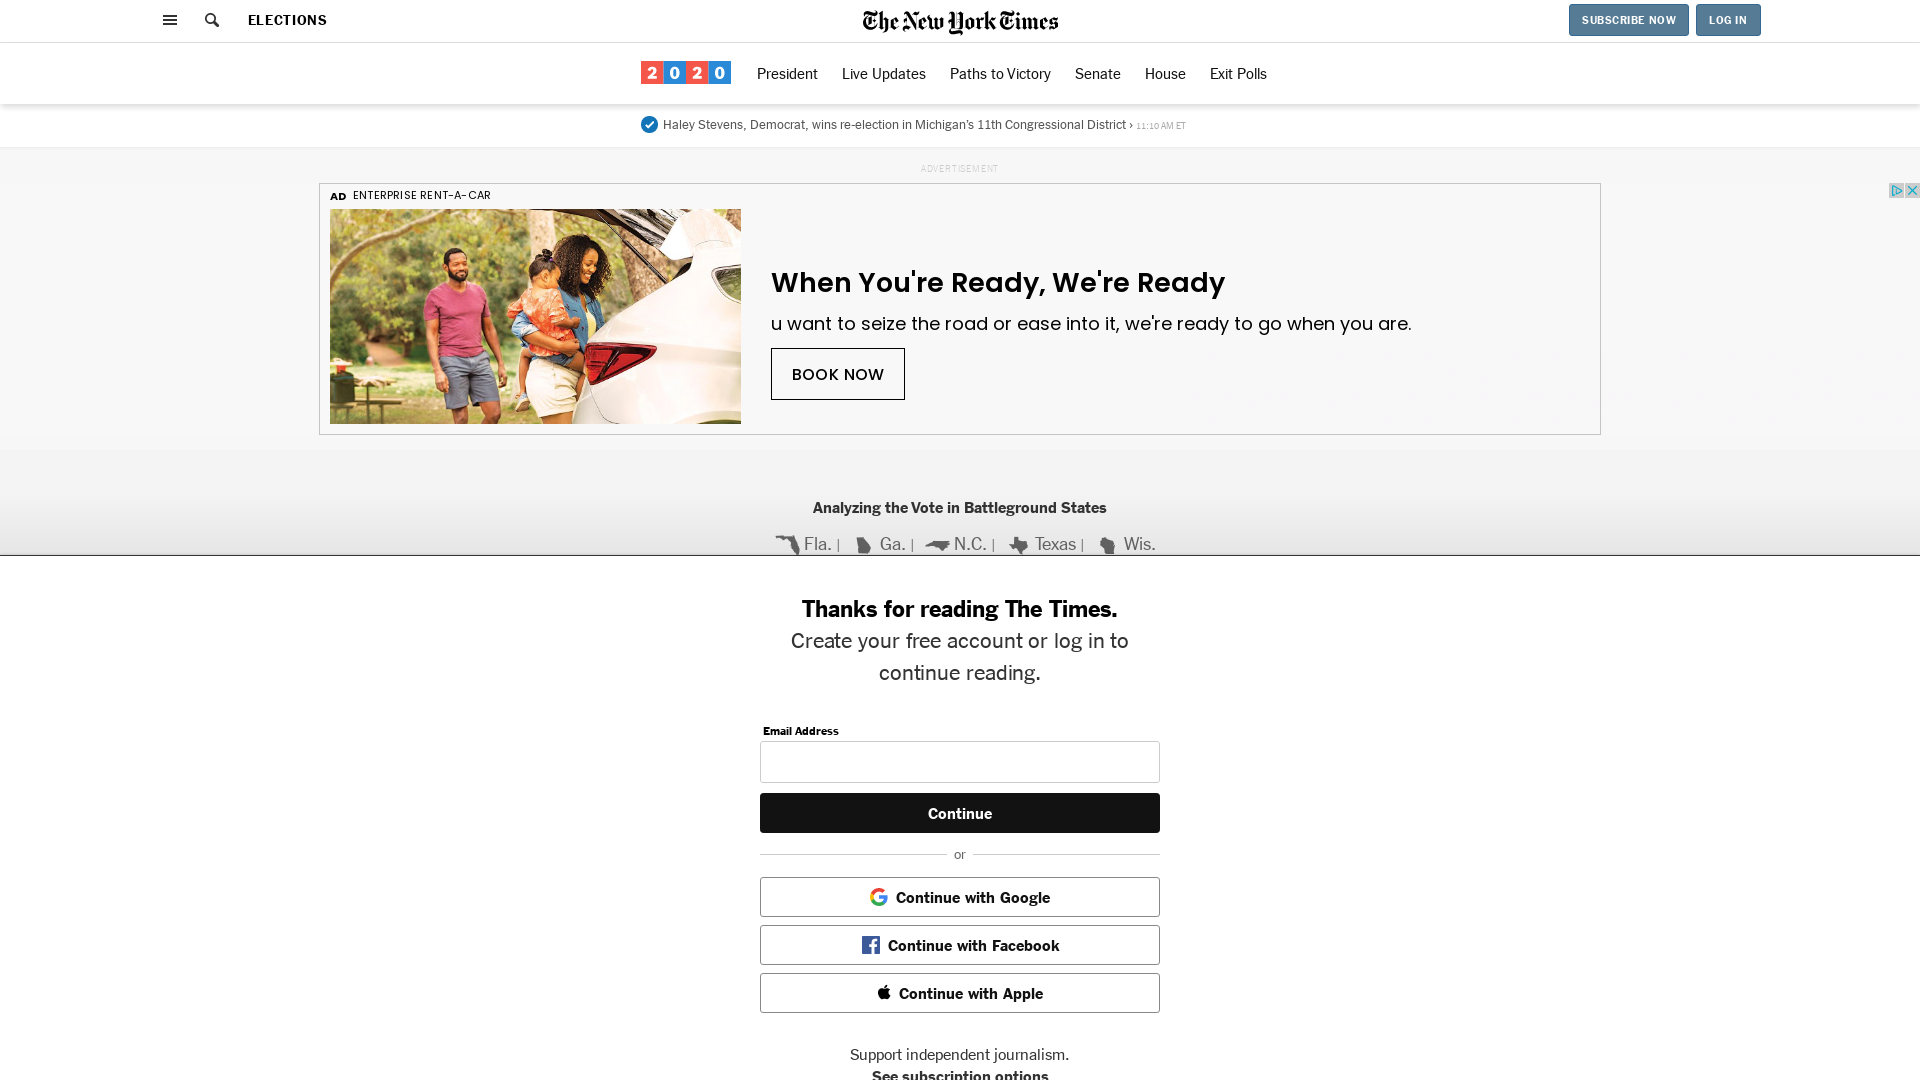 ELECTIONS
The New York Times
SUBSCRIBE NOW
LOG IN
2020
President
Live Updates
Paths to Victory
Senate
House
Exit Polls
Haley Stevens, Democrat, wins re-election in Michigan's 11th Congressional District › 11:10 AM ET
ADVERTISEMENT
AD ENTERPRISE RENT-A-CAR
When You're Ready, We're Ready
u want to seize the road or ease into it, we're ready to go when you are.
BOOK NOW
Analyzing the Vote in Battleground States
Fla. | Ga. | N.C. | Texas | Wis.
Thanks for reading The Times.
Create your free account or log in to
continue reading.
Email Address
Continue
or
Continue with Google
Continue with Facebook
Continue with Apple
Support independent journalism.
See subscription options